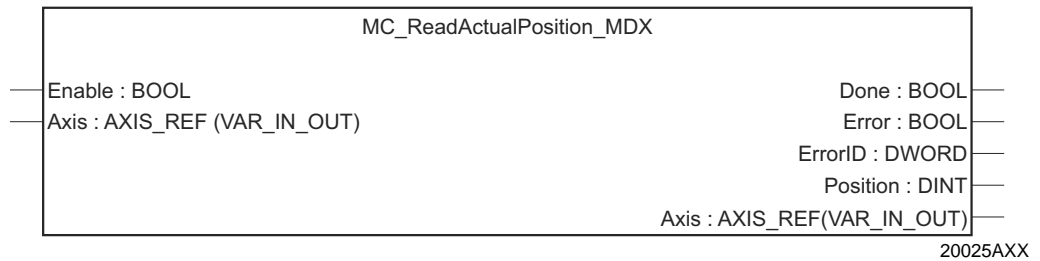 MC_ReadActualPosition_MDX
Enable : BOOL
Done : BOOL
Axis : AXIS_REF (VAR_IN_OUT)
Error : BOOL
ErrorID : DWORD
Position : DINT
Axis : AXIS_REF(VAR_IN_OUT)
20025AXX